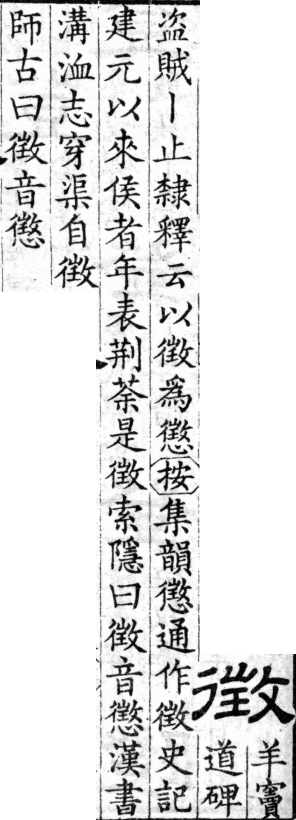 徵
羊竇
道碑
盗賊丨止隸釋云以徵爲懲按集韻懲通作徵史記
建元以來侯者年表荆荼是徵索隱曰徵音懲漢書
溝洫志穿渠自徵
師古曰徵音懲